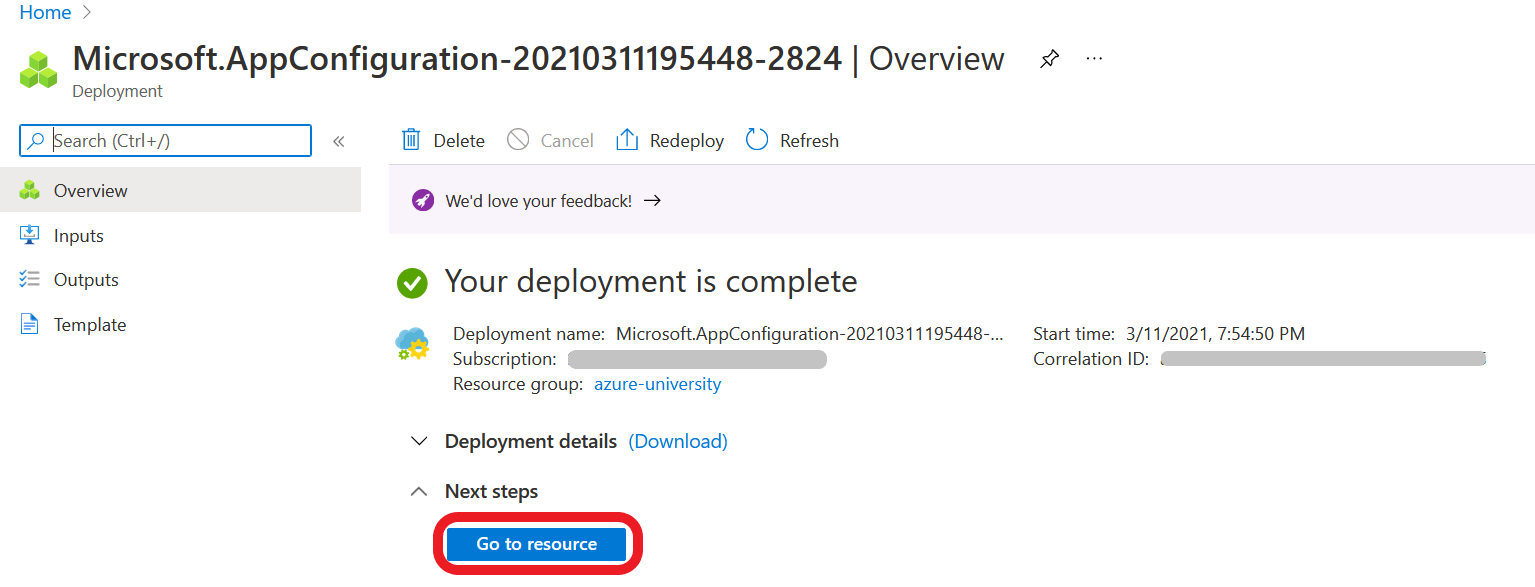 Home
Microsoft.AppConfiguration-20210311195448-2824 | Overview
Deployment
Search (Ctrl+/)
«
Delete
Cancel
Redeploy
Refresh
Overview
Inputs
Outputs
Template
We'd love your feedback! →
Your deployment is complete
Deployment name: Microsoft.AppConfiguration-20210311195448-...
Subscription:
Resource group: azure-university
Start time: 3/11/2021, 7:54:50 PM
Correlation ID:
Deployment details (Download)
Next steps
Go to resource